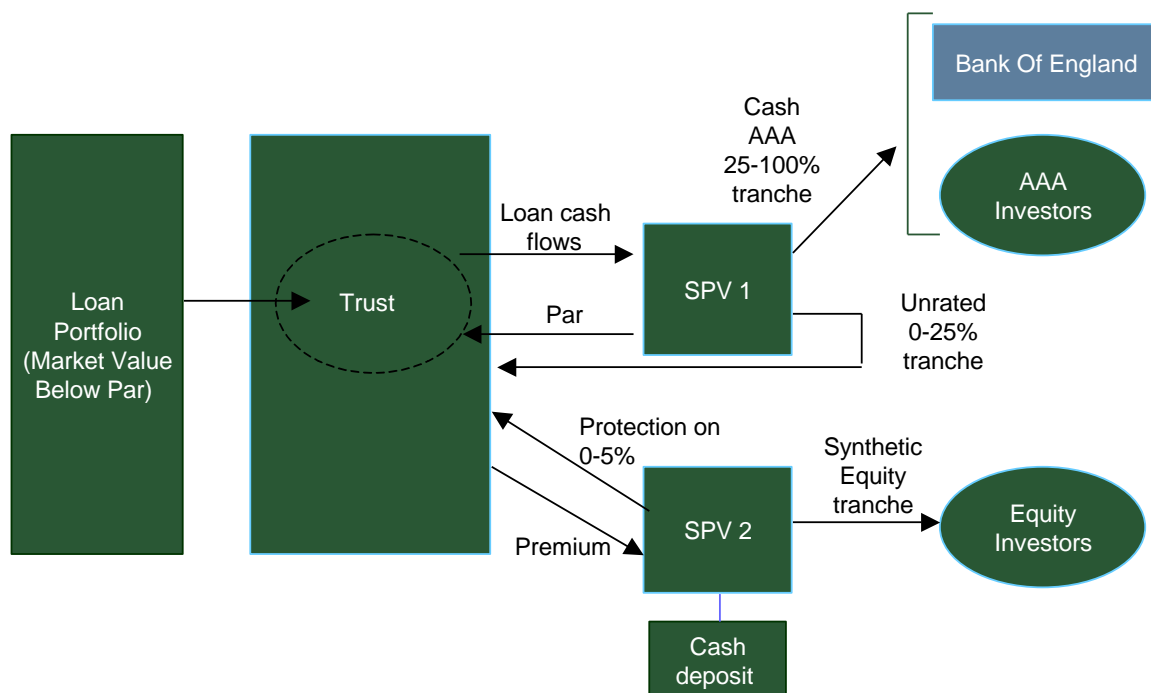 Bank Of England
Cash
AAA
25-100%
tranche
AAA
Investors
Loan cash
flows
Loan
Portfolio
(Market Value
Below Par)
Trust
SPV 1
Par
Unrated
0-25%
tranche
Protection on
0-5%
Synthetic
Equity
tranche
Premium
SPV 2
Equity
Investors
Cash
deposit